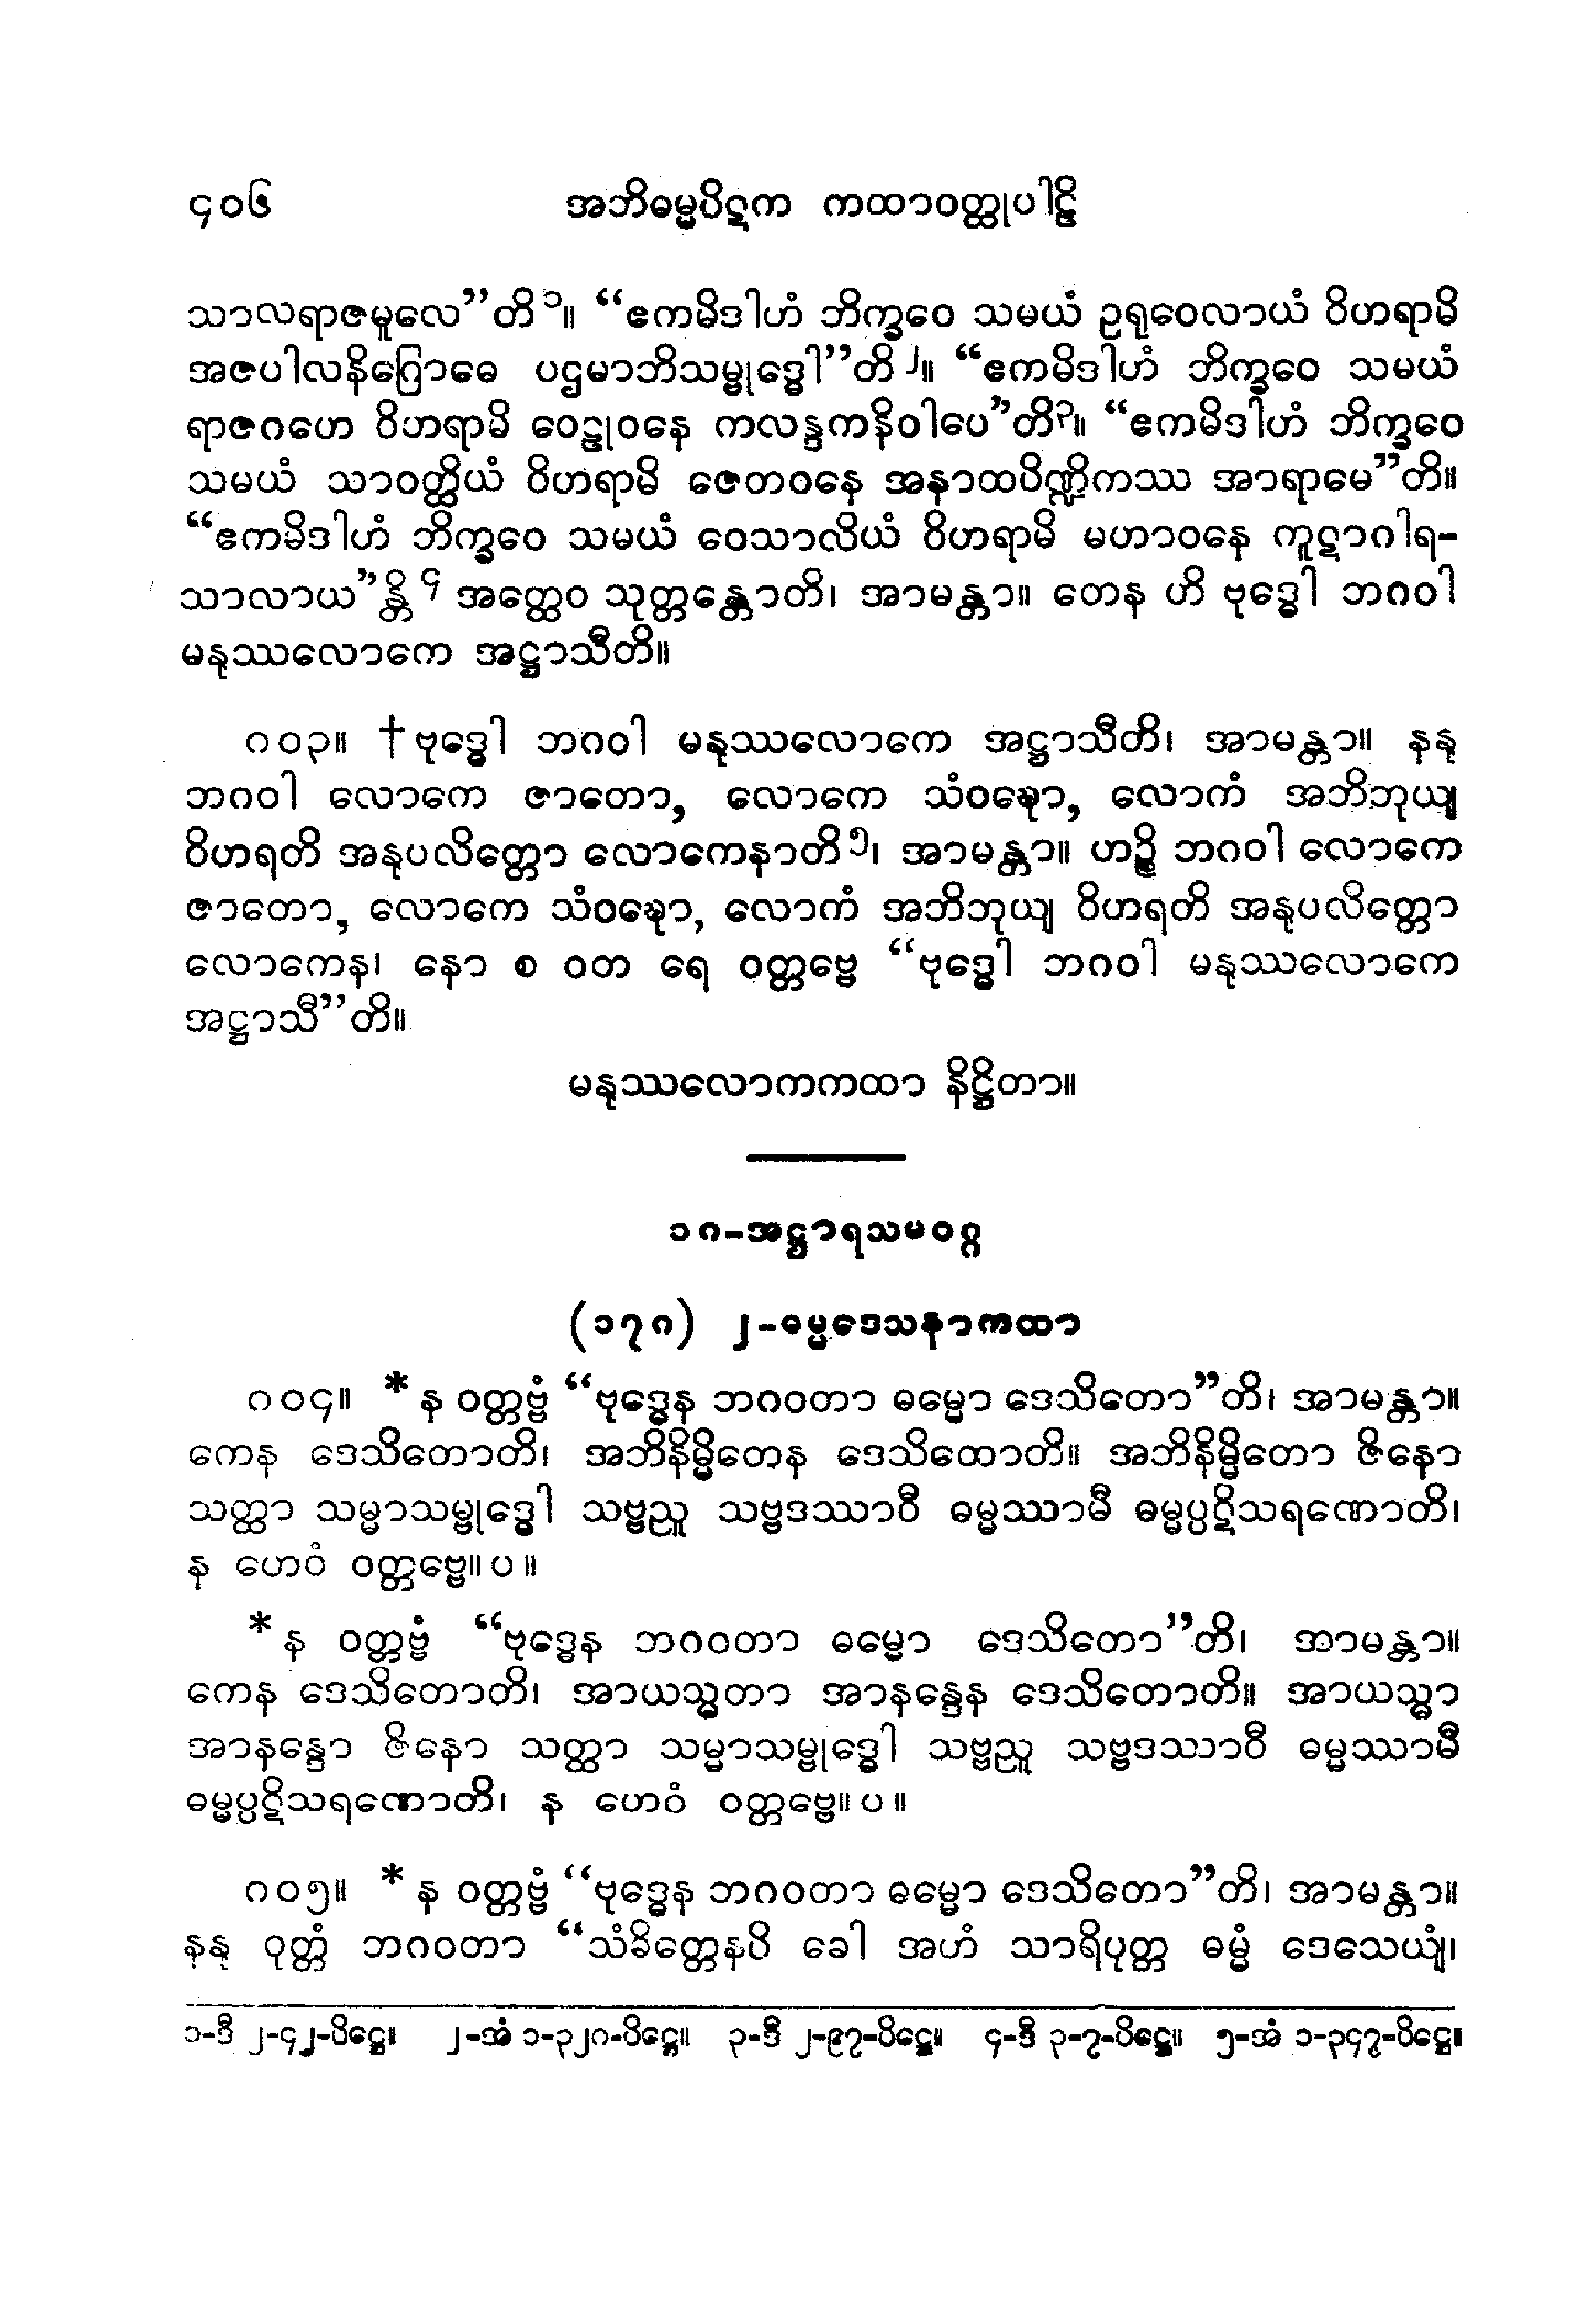 ၄၀၆ အဘိဓမ္မပိဋက ကထာဝတ္ထုပါဠိ
သာလရာဇမူလေ”တိ၁။ “ဧကမိဒါဟံ ဘိက္ခဝေ သမယံ ဥရုဝေလာယံ ဝိဟရာမိ
အဇပါလနိဂြောဓေ ပဌမာဘိသမ္ဗုဒ္ဓေါ”တိ၂။ “ဧကမိဒါဟံ ဘိက္ခဝေ သမယံ
ရာဇဂဟေ ဝိဟရာမိ ဝေဠုဝနေ ကလန္ဒကနိဝါပေ”တိ၃။ “ဧကမိဒါဟံ ဘိက္ခဝေ
သမယံ သာဝတ္ထိယံ ဝိဟရာမိ ဇေတဝနေ အနာထပိဏ္ဍိကဿ အာရာမေ”တိ။
“ဧကမိဒါဟံ ဘိက္ခဝေ သမယံ ဝေသာလိယံ ဝိဟရာမိ မဟာဝနေ ကူဋာဂါရ-
သာလာယ”န္တိ၄ အတ္ထေဝ သုတ္တန္တောတိ၊ အာမန္တာ။ တေန ဟိ ဗုဒ္ဓေါ ဘဂဝါ
မနုဿလောကေ အဋ္ဌာသီတိ။
၈၀၃။ †ဗုဒ္ဓေါ ဘဂဝါ မနုဿလောကေ အဋ္ဌာသီတိ၊ အာမန္တာ။ နနု
ဘဂဝါ လောကေ ဇာတော, လောကေ သံဝဍ္ဎော, လောကံ အဘိဘုယျ
ဝိဟရတိ အနုပလိတ္တော လောကေနာတိ၅၊ အာမန္တာ။ ဟဉ္စိ ဘဂဝါ လောကေ
ဇာတော, လောကေ သံဝဍ္ဎော, လောကံ အဘိဘုယျ ဝိဟရတိ အနုပလိတ္တော
လောကေန၊ နော စ ဝတ ရေ ဝတ္တဗ္ဗေ “ဗုဒ္ဓေါ ဘဂဝါ မနုဿလောကေ
အဋ္ဌာသီ”တိ။
မနုဿလောကကထာ နိဋ္ဌိတာ။
၁၈-အဋ္ဌာရသမဝဂ္ဂ
(၁၇၈) ၂-ဓမ္မဒေသနာကထာ
၈၀၄။ *န ဝတ္တဗ္ဗံ “ဗုဒ္ဓေန ဘဂဝတာ ဓမ္မော ဒေသိတော”တိ၊ အာမန္တာ။
ကေန ဒေသိတောတိ၊ အဘိနိမ္မိတေန ဒေသိထောတိ။ အဘိနိမ္မိတော ဇိနော
သတ္ထာ သမ္မာသမ္ဗုဒ္ဓေါ သဗ္ဗညူ သဗ္ဗဒဿာဝီ ဓမ္မဿာမီ ဓမ္မပ္ပဋိသရဏောတိ၊
န ဟေဝံ ဝတ္တဗ္ဗေ။ပ။
*န ဝတ္တဗ္ဗံ “ဗုဒ္ဓေန ဘဂဝတာ ဓမ္မော ဒေသိတော”တိ၊ အာမန္တာ။
ကေန ဒေသိတောတိ၊ အာယသ္မတာ အာနန္ဒေန ဒေသိတောတိ။ အာယသ္မာ
အာနန္ဒော ဇိနော သတ္ထာ သမ္မာသမ္ဗုဒ္ဓေါ သဗ္ဗညူ သဗ္ဗဒဿာဝီ ဓမ္မဿာမီ
ဓမ္မပ္ပဋိသရဏောတိ၊ န ဟေဝံ ဝတ္တဗ္ဗေ။ပ။
၈၀၅။ *န ဝတ္တဗ္ဗံ “ဗုဒ္ဓေန ဘဂဝတာ ဓမ္မော ဒေသိတော”တိ၊ အာမန္တာ။
နနု ဝုတ္တံ ဘဂဝတာ “သံခိတ္တေနပိ ခေါ အဟံ သာရိပုတ္တ ဓမ္မံ ဒေသေယျံ၊
၁-ဒီ ၂-၄၂-ပိဋ္ဌေ။ ၂-အံ ၁-၃၂၈-ပိဋ္ဌေ။ ၃-ဒီ ၂-၉၇-ပိဋ္ဌေ။ ၄-ဒီ ၃-၇-ပိဋ္ဌေ။ ၅-အံ ၁-၃၄၇-ပိဋ္ဌေ။